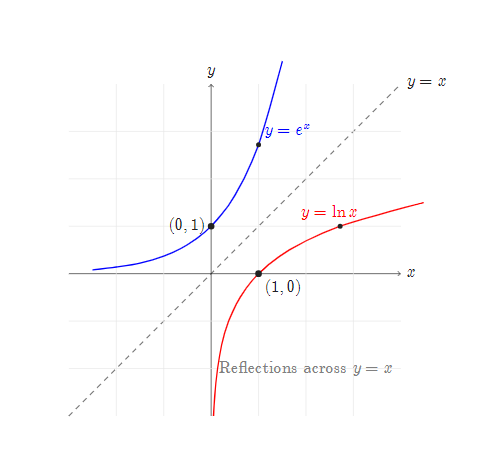 y
y = x
y = e^x
(0, 1)
y = ln x
x
(1, 0)
Reflections across y = x